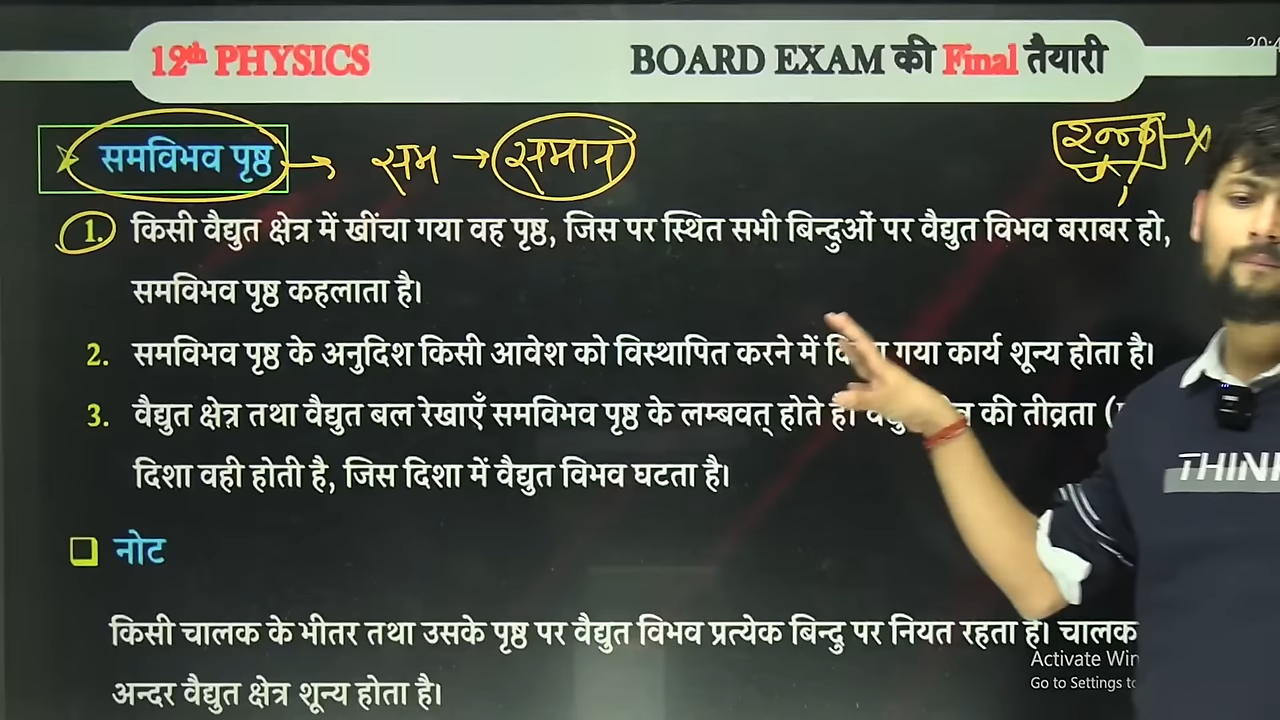 12th PHYSICS
BOARD EXAM की Final तैयारी
20:4
समविभव पृष्ठ → सम → समान
1. किसी वैद्युत क्षेत्र में खींचा गया वह पृष्ठ, जिस पर स्थित सभी बिन्दुओं पर वैद्युत विभव बराबर हो,
समविभव पृष्ठ कहलाता है।
2. समविभव पृष्ठ के अनुदिश किसी आवेश को विस्थापित करने में गया कार्य शून्य होता है।
3. वैद्युत क्षेत्र तथा वैद्युत बल रेखाएँ समविभव पृष्ठ के लम्बवत् होते की तीव्रता (
दिशा वही होती है, जिस दिशा में वैद्युत विभव घटता है।
नोट
किसी चालक के भीतर तथा उसके पृष्ठ पर वैद्युत विभव प्रत्येक बिन्दु पर नियत रहता है। चालक
अन्दर वैद्युत क्षेत्र शून्य होता है।
THIN
Activate Win
Go to Settings to